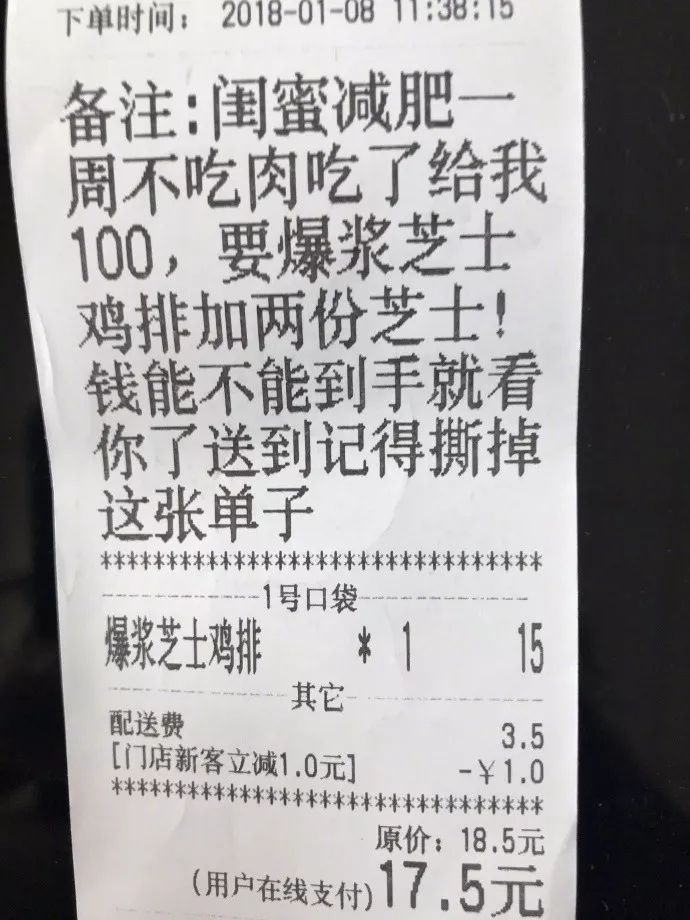 下单时间： 2018-01-08 11:38:15
备注:闺蜜减肥一
周不吃肉吃了给我
100，要爆浆芝士
鸡排加两份芝士!
钱能不能到手就看
你了送到记得撕掉
这张单子
********************************
1号口袋
爆浆芝士鸡排 * 1 15
其它
配送费 3.5
[门店新客立减1.0元] -￥1.0
********************************
原价：18.5元
(用户在线支付)17.5元